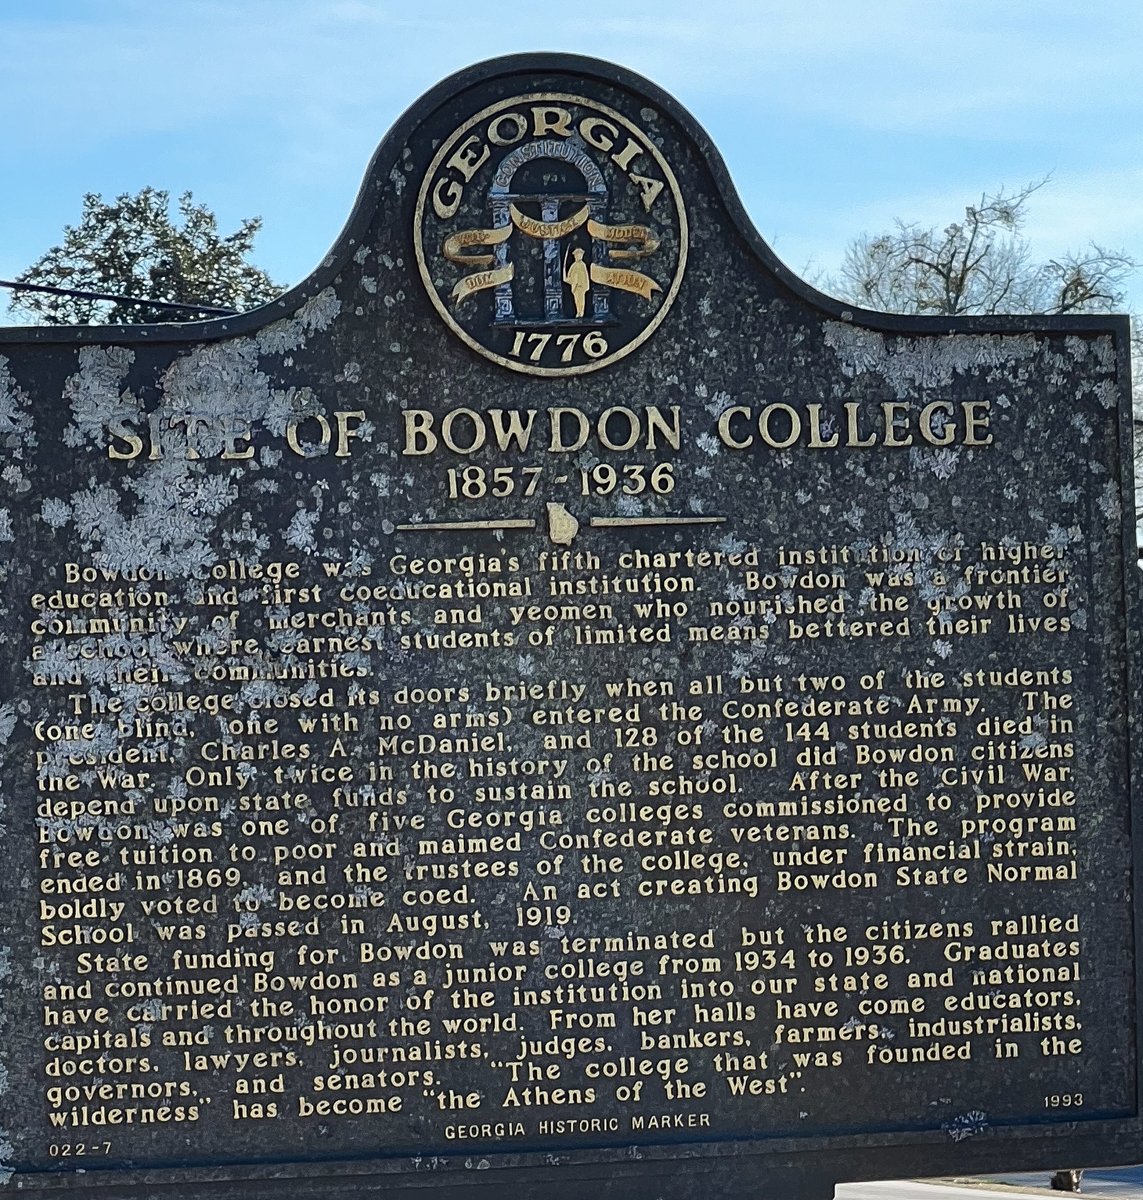 GEORGIA
CONSTITUTION
JUSTICE
1776
SITE OF BOWDON COLLEGE
1857-1936
Bowdon College was Georgia's fifth chartered institution of higher
education and first coeducational institution. Bowdon was a frontier
community of merchants and yeomen who nourished the growth of
a school where earnest students of limited means bettered their lives
and their communities.
The college closed its doors briefly when all but two of the students
(one blind, one with no arms) entered the Confederate Army. The
president, Charles A. McDaniel, and 128 of the 144 students died in
the War. Only twice in the history of the school did Bowdon citizens
depend upon state funds to sustain the school. After the Civil War,
Bowdon was one of five Georgia colleges commissioned to provide
free tuition to poor and maimed Confederate veterans. The program
ended in 1869, and the trustees of the college, under financial strain,
boldly voted to become coed. An act creating Bowdon State Normal
School was passed in August, 1919.
State funding for Bowdon was terminated but the citizens rallied
and continued Bowdon as a junior college from 1934 to 1936. Graduates
have carried the honor of the institution into our state and national
capitals and throughout the world. From her halls have come educators,
doctors, lawyers, journalists, judges, bankers, farmers, industrialists,
governors, and senators. "The college that was founded in the
wilderness" has become "the Athens of the West".
022-7
GEORGIA HISTORIC MARKER
1993